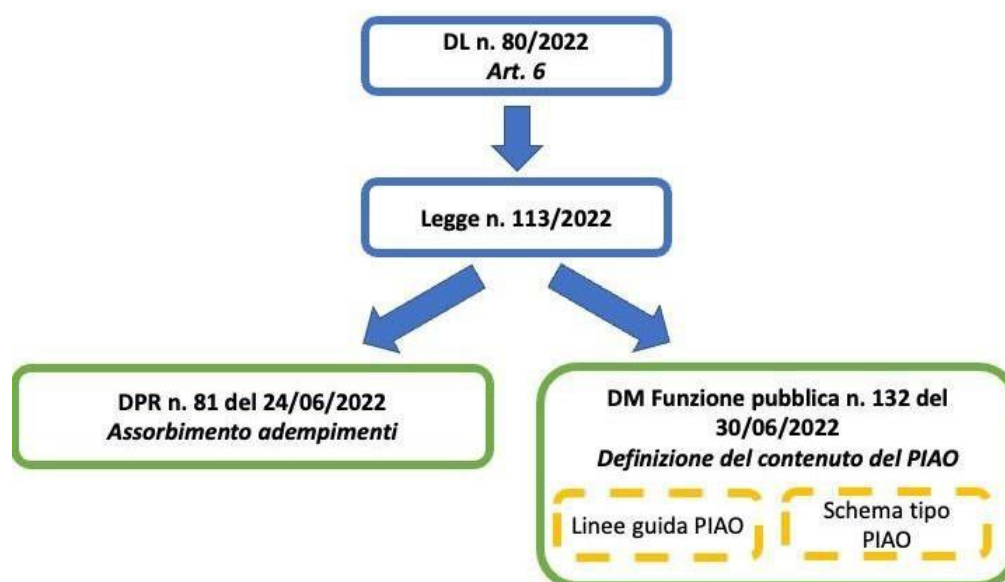 DL n. 80/2022
Art. 6
Legge n. 113/2022
DPR n. 81 del 24/06/2022
Assorbimento adempimenti
DM Funzione pubblica n. 132 del
30/06/2022
Definizione del contenuto del PIAO
Linee guida PIAO
Schema tipo
PIAO